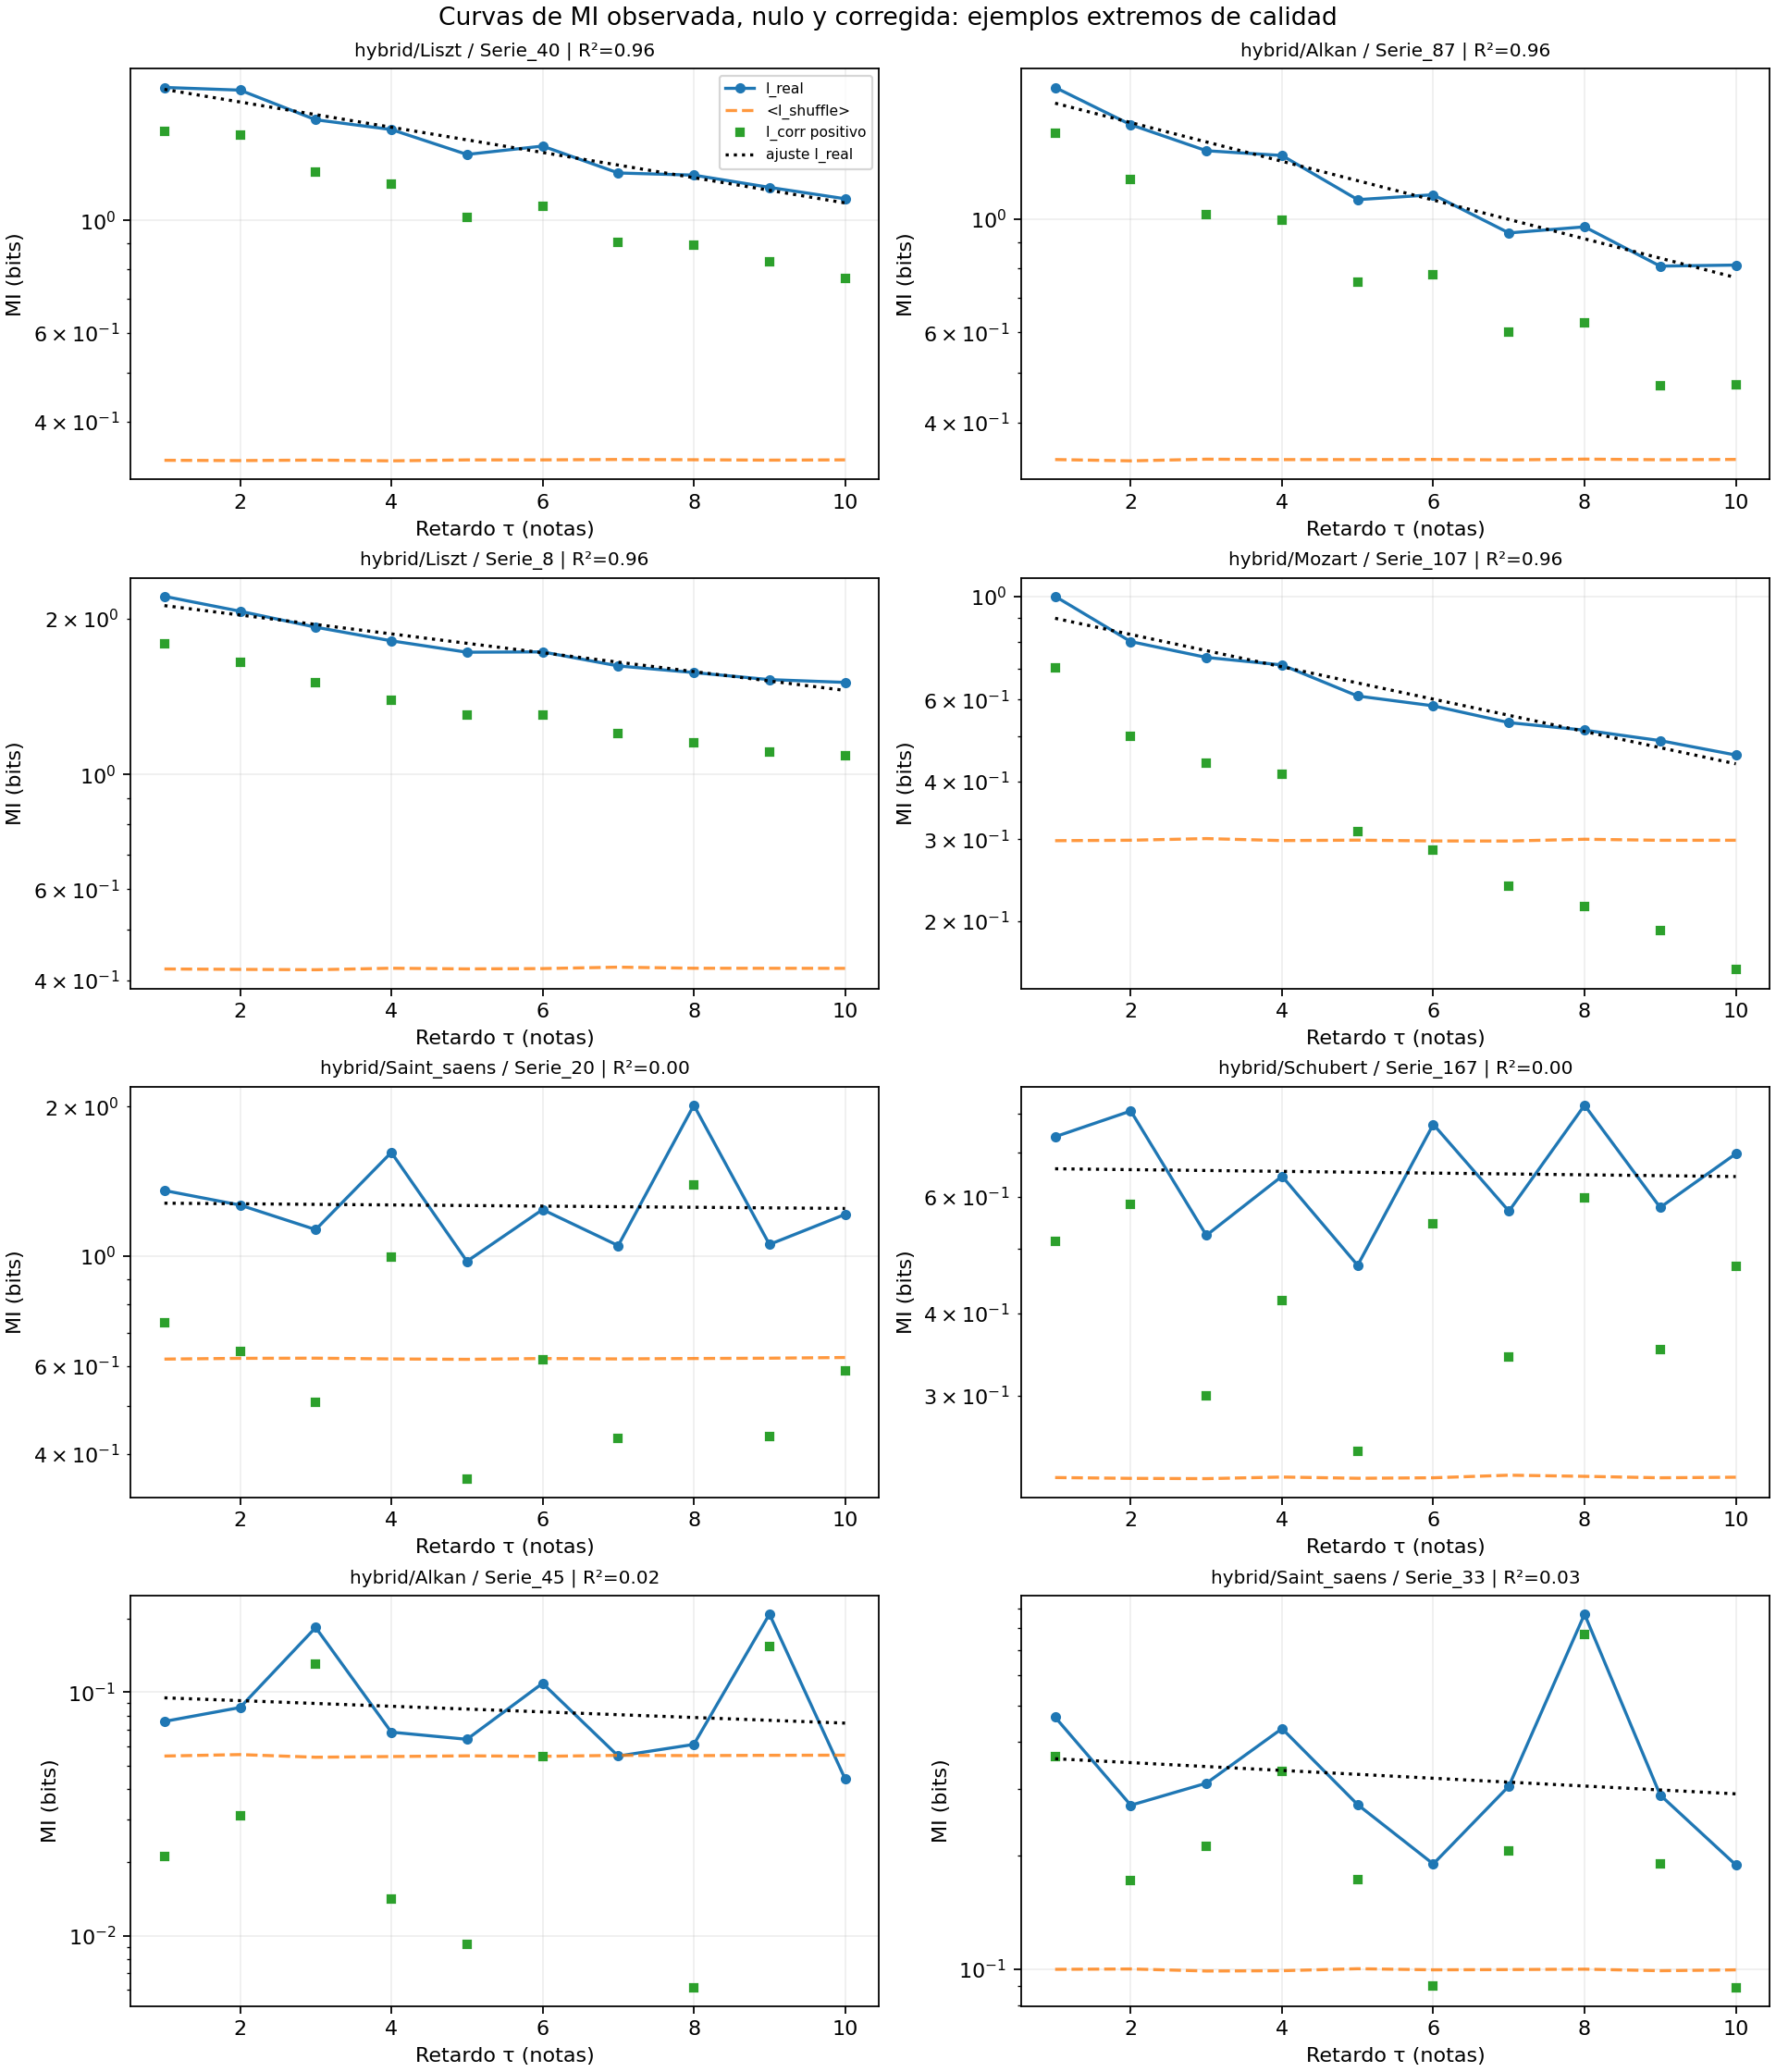 Curvas de MI observada, nulo y corregida: ejemplos extremos de calidad
hybrid/Liszt / Serie_40 | R²=0.96
I_real
<I_shuffle>
I_corr positivo
ajuste I_real
10⁰
6 × 10⁻¹
4 × 10⁻¹
MI (bits)
2 4 6 8 10
Retardo τ (notas)
hybrid/Alkan / Serie_87 | R²=0.96
10⁰
6 × 10⁻¹
4 × 10⁻¹
MI (bits)
2 4 6 8 10
Retardo τ (notas)
hybrid/Liszt / Serie_8 | R²=0.96
2 × 10⁰
10⁰
6 × 10⁻¹
4 × 10⁻¹
MI (bits)
2 4 6 8 10
Retardo τ (notas)
hybrid/Mozart / Serie_107 | R²=0.96
10⁰
6 × 10⁻¹
4 × 10⁻¹
3 × 10⁻¹
2 × 10⁻¹
MI (bits)
2 4 6 8 10
Retardo τ (notas)
hybrid/Saint_saens / Serie_20 | R²=0.00
2 × 10⁰
10⁰
6 × 10⁻¹
4 × 10⁻¹
MI (bits)
2 4 6 8 10
Retardo τ (notas)
hybrid/Schubert / Serie_167 | R²=0.00
6 × 10⁻¹
4 × 10⁻¹
3 × 10⁻¹
MI (bits)
2 4 6 8 10
Retardo τ (notas)
hybrid/Alkan / Serie_45 | R²=0.02
10⁻¹
10⁻²
MI (bits)
2 4 6 8 10
Retardo τ (notas)
hybrid/Saint_saens / Serie_33 | R²=0.03
10⁻¹
MI (bits)
2 4 6 8 10
Retardo τ (notas)